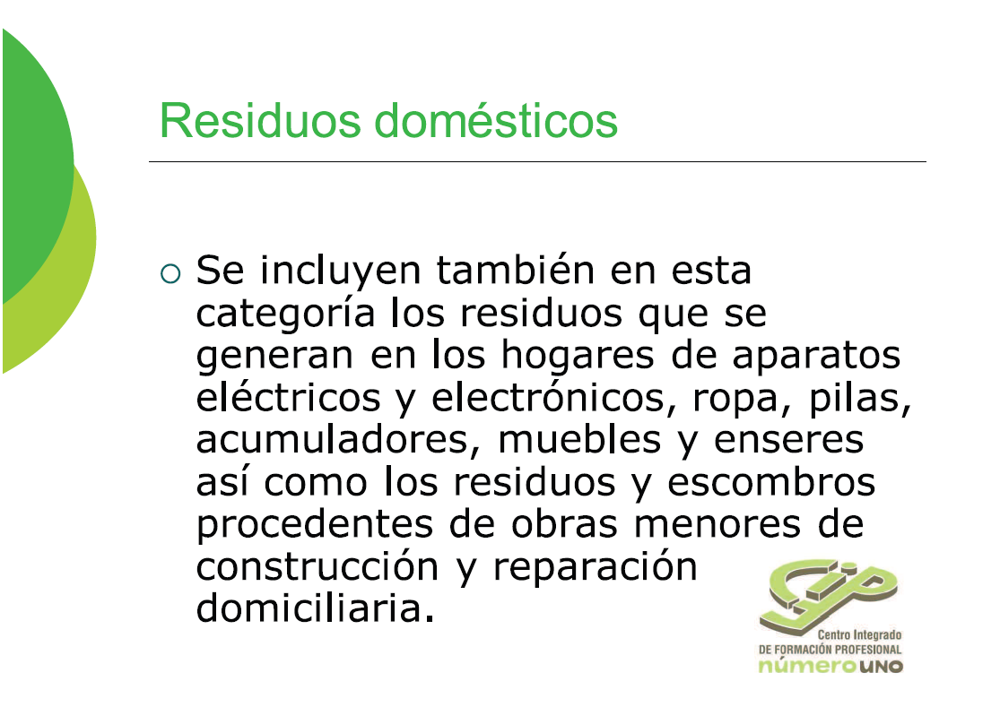 Residuos domésticos
Se incluyen también en esta
categoría los residuos que se
generan en los hogares de aparatos
eléctricos y electrónicos, ropa, pilas,
acumuladores, muebles y enseres
así como los residuos y escombros
procedentes de obras menores de
construcción y reparación
domiciliaria.
Cifp
Centro Integrado
DE FORMACIÓN PROFESIONAL
númeroUNO